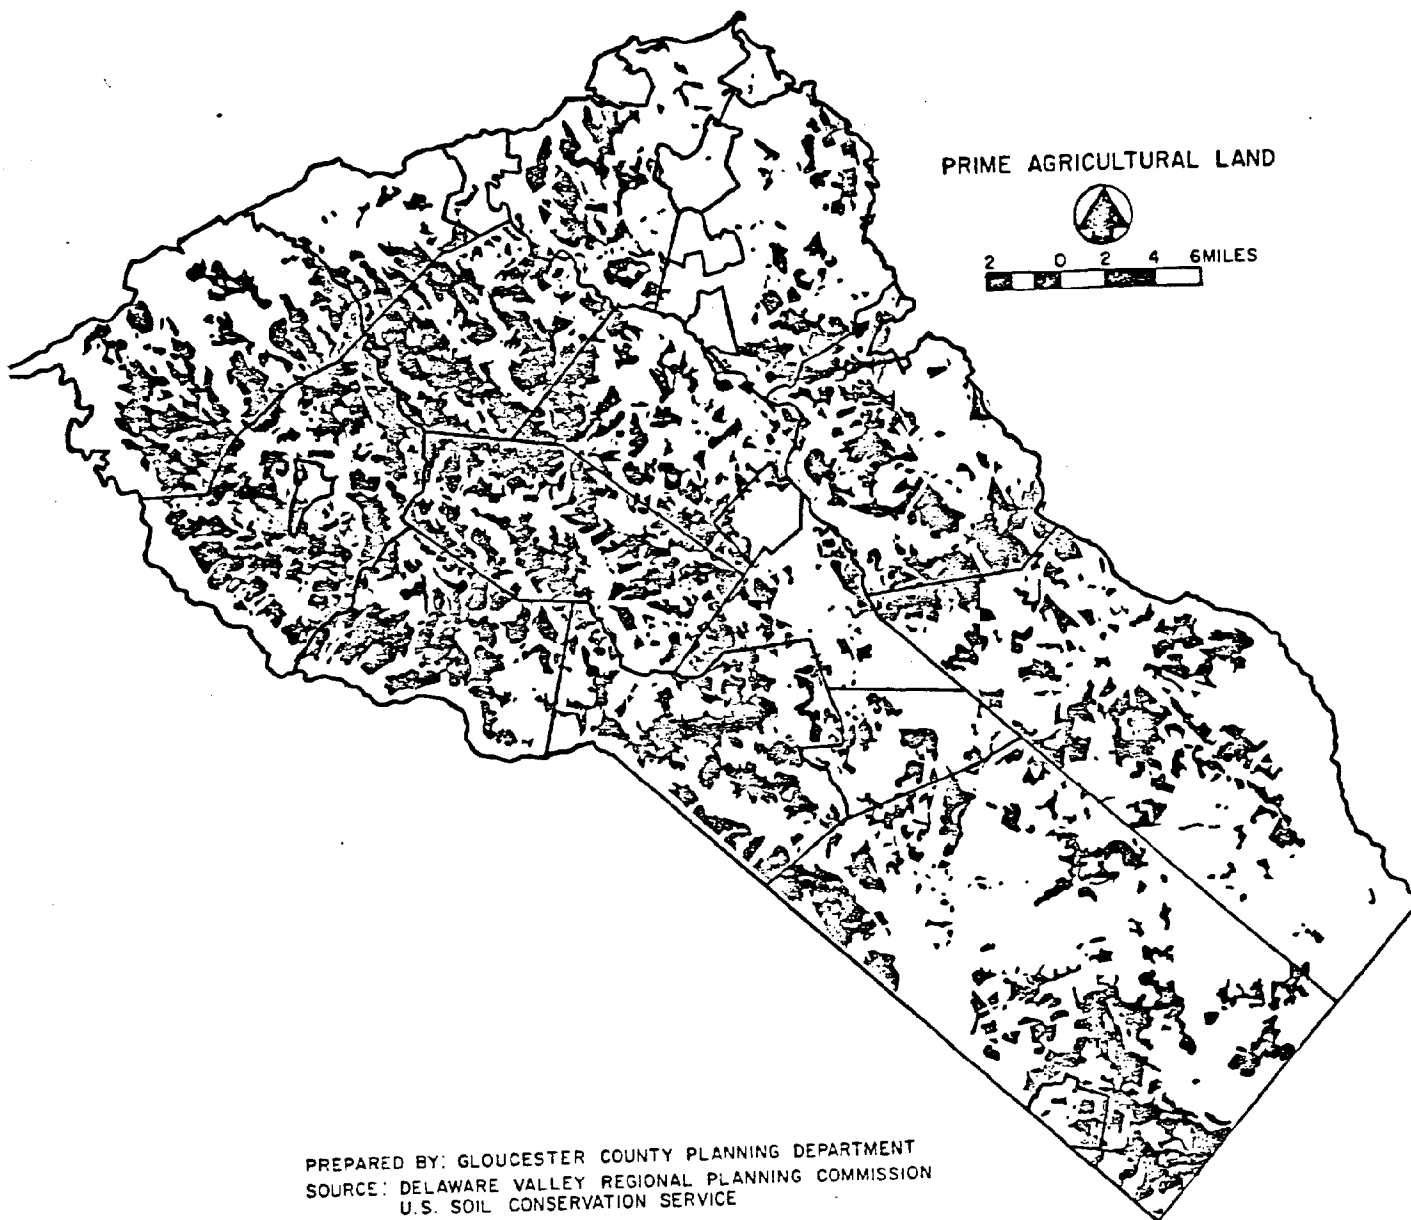 PRIME AGRICULTURAL LAND
2 0 2 4 6MILES
PREPARED BY: GLOUCESTER COUNTY PLANNING DEPARTMENT
SOURCE: DELAWARE VALLEY REGIONAL PLANNING COMMISSION
U.S. SOIL CONSERVATION SERVICE